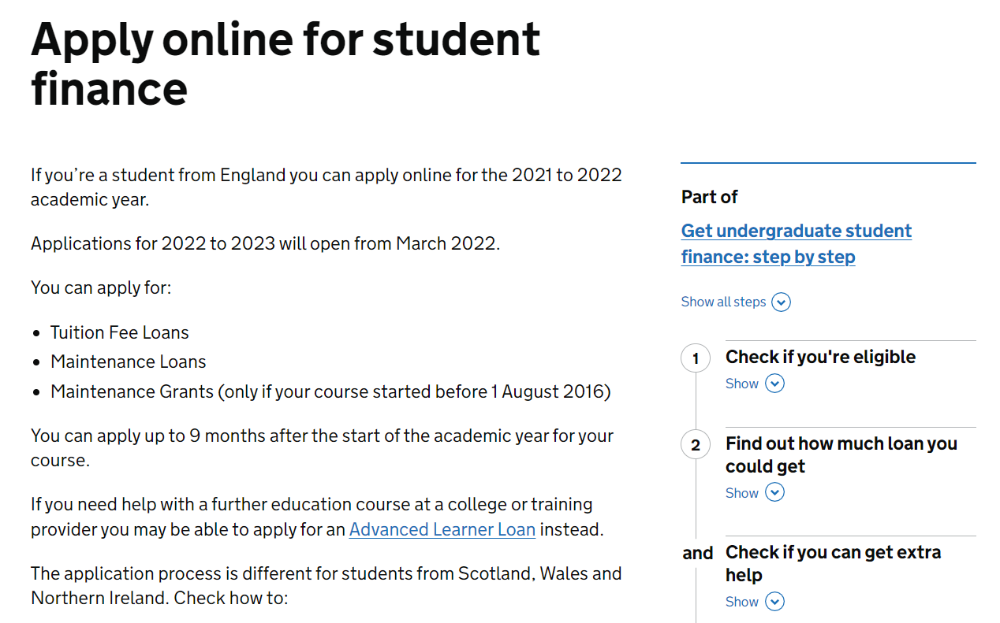 Apply online for student
finance
If you’re a student from England you can apply online for the 2021 to 2022
academic year.
Applications for 2022 to 2023 will open from March 2022.
You can apply for:
• Tuition Fee Loans
• Maintenance Loans
• Maintenance Grants (only if your course started before 1 August 2016)
You can apply up to 9 months after the start of the academic year for your
course.
If you need help with a further education course at a college or training
provider you may be able to apply for an Advanced Learner Loan instead.
The application process is different for students from Scotland, Wales and
Northern Ireland. Check how to:
Part of
Get undergraduate student
finance: step by step
Show all steps
1 Check if you're eligible
Show
2 Find out how much loan you
could get
Show
and Check if you can get extra
help
Show